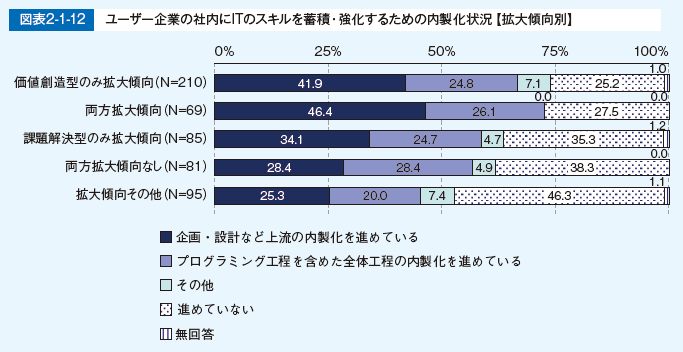 図表2-1-12 ユーザー企業の社内にITのスキルを蓄積・強化するための内製化状況【拡大傾向別】
0% 25% 50% 75% 100%
価値創造型のみ拡大傾向(N=210) 41.9 24.8 7.1 25.2 1.0
両方拡大傾向(N=69) 46.4 26.1 0.0 27.5 0.0
課題解決型のみ拡大傾向(N=85) 34.1 24.7 4.7 35.3 1.2
両方拡大傾向なし(N=81) 28.4 28.4 4.9 38.3 0.0
拡大傾向その他(N=95) 25.3 20.0 7.4 46.3 1.1
企画・設計など上流の内製化を進めている
プログラミング工程を含めた全体工程の内製化を進めている
その他
進めていない
無回答